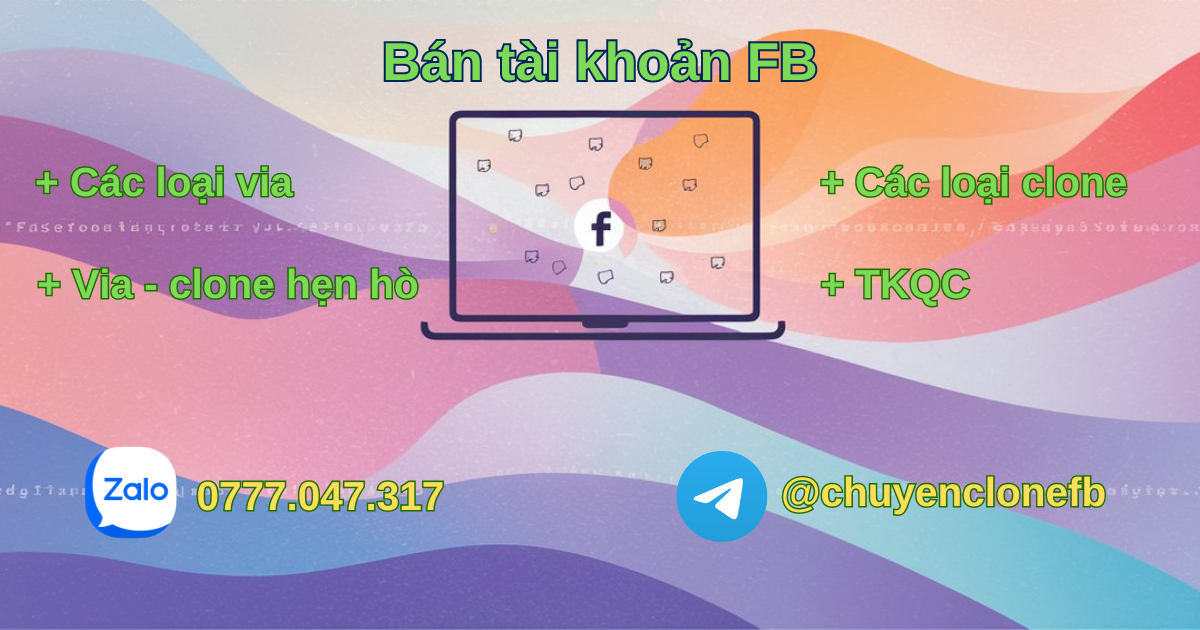 Bán tài khoản FB
+ Các loại via
+ Các loại clone
+ Via - clone hẹn hò
+ TKQC
f
Zalo
0777.047.317
@chuyenclonefb